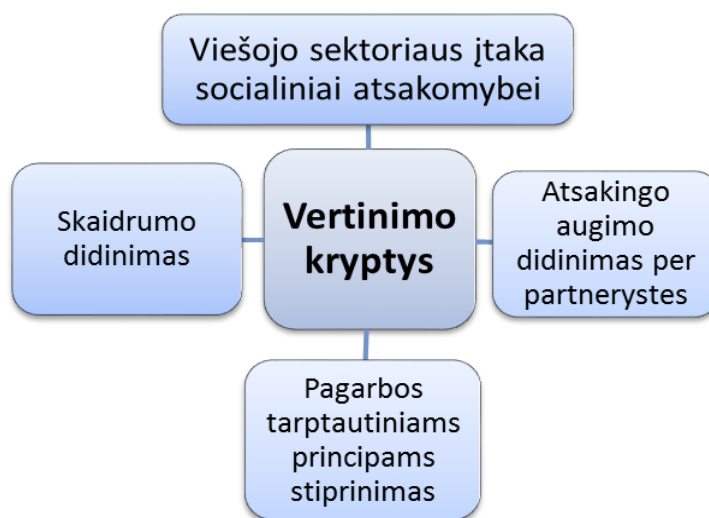 Viešojo sektoriaus įtaka
socialiniai atsakomybei
Skaidrumo
didinimas
Vertinimo
kryptys
Atsakingo
augimo
didinimas per
partnerystes
Pagarbos
tarptautiniams
principams
stiprinimas